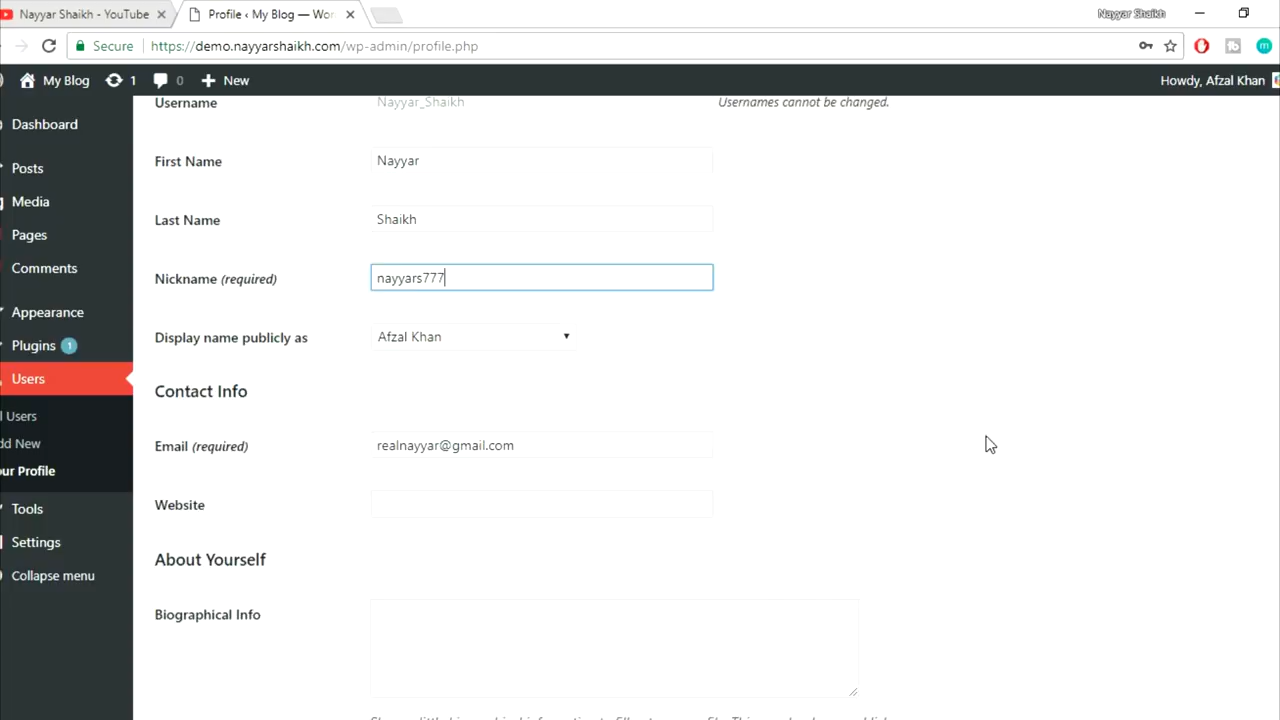 Nayyar Shaikh - YouTube
Profile ‹ My Blog — Wor
Nayyar Shaikh
Secure
https://demo.nayyarshaikh.com/wp-admin/profile.php
My Blog 1 0 New
Howdy, Afzal Khan
Dashboard
Posts
Media
Pages
Comments
Appearance
Plugins 1
Users
l Users
dd New
our Profile
Tools
Settings
Collapse menu
Username Nayyar_Shaikh Usernames cannot be changed.
First Name Nayyar
Last Name Shaikh
Nickname (required) nayyars777
Display name publicly as Afzal Khan
Contact Info
Email (required) realnayyar@gmail.com
Website
About Yourself
Biographical Info